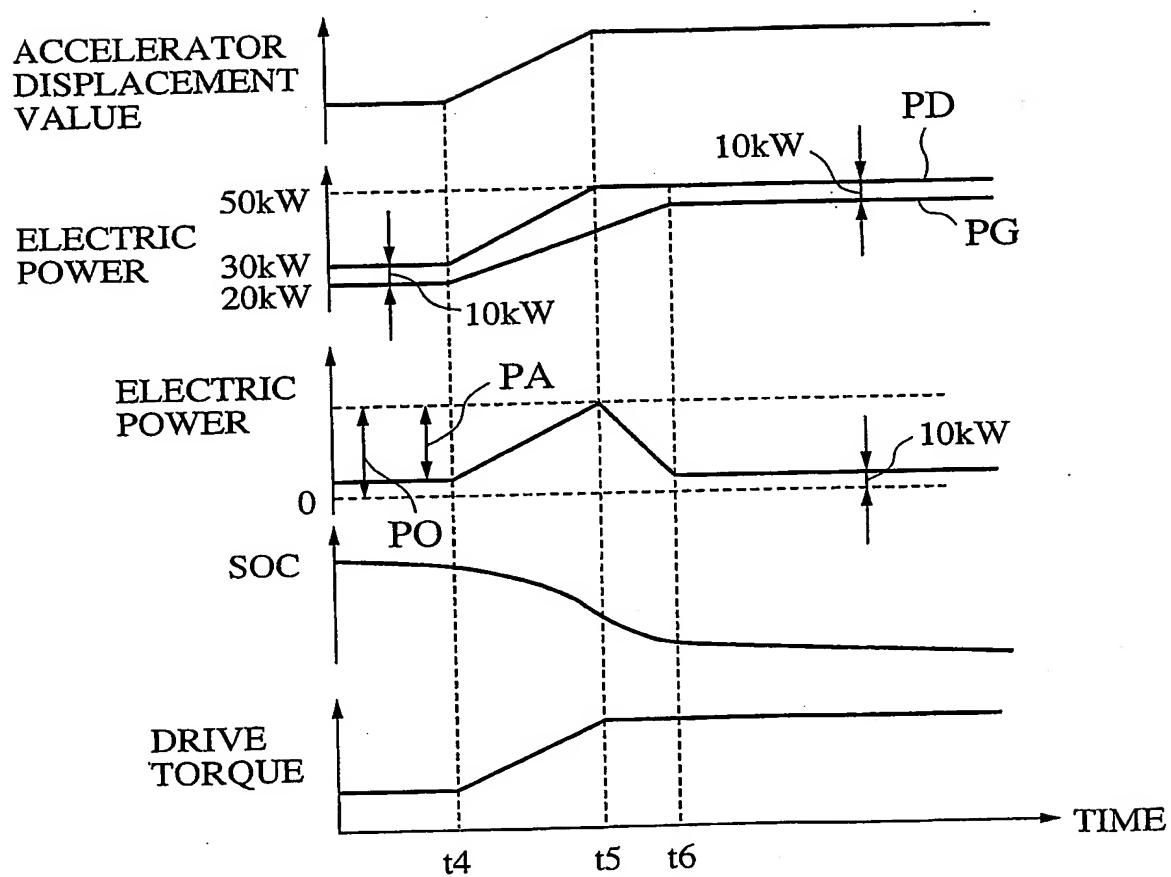 ACCELERATOR
DISPLACEMENT
VALUE
PD
10kW
50kW
ELECTRIC
POWER
PG
30kW
20kW
10kW
ELECTRIC
POWER
PA
10kW
0
PO
SOC
DRIVE
TORQUE
TIME
t4
t5
t6